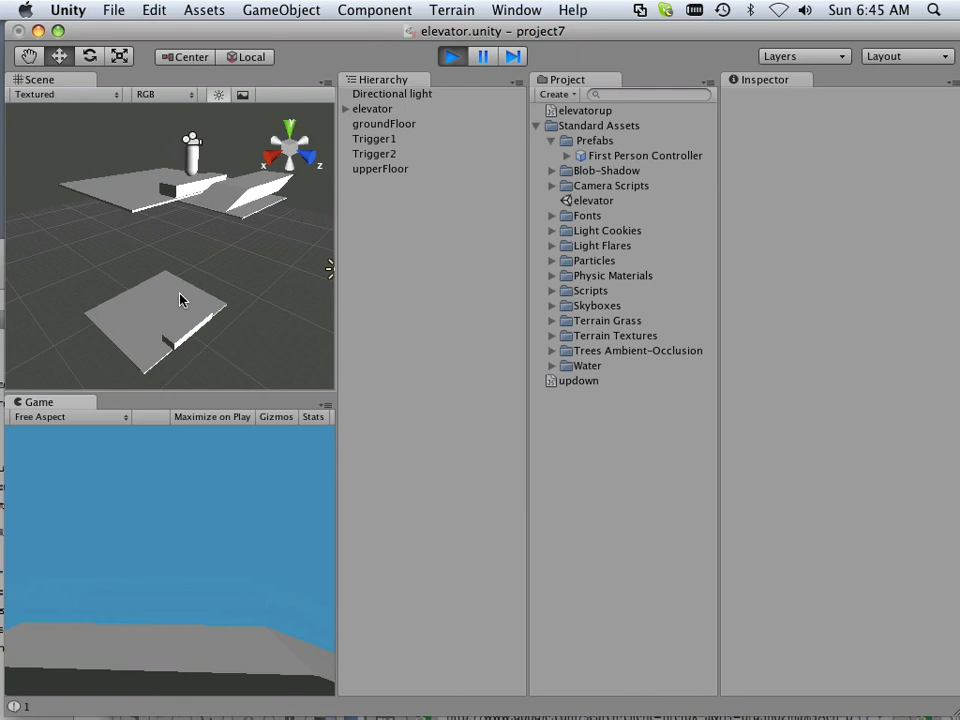 Unity File Edit Assets GameObject Component Terrain Window Help Sun 6:45 AM
elevator.unity – project7
Center Local Layers Layout
Scene Hierarchy Project Inspector
Textured RGB
Create
x z
Directional light
elevator
groundFloor
Trigger1
Trigger2
upperFloor
elevatorup
Standard Assets
Prefabs
First Person Controller
Blob-Shadow
Camera Scripts
elevator
Fonts
Light Cookies
Light Flares
Particles
Physic Materials
Scripts
Skyboxes
Terrain Grass
Terrain Textures
Trees Ambient-Occlusion
Water
updown
Game
Free Aspect Maximize on Play Gizmos Stats
1